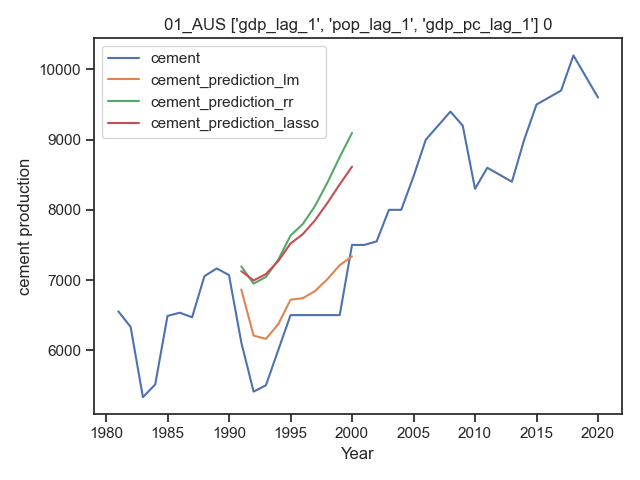 01_AUS ['gdp_lag_1', 'pop_lag_1', 'gdp_pc_lag_1'] 0
cement
cement_prediction_lm
cement_prediction_rr
cement_prediction_lasso
cement production
10000
9000
8000
7000
6000
1980 1985 1990 1995 2000 2005 2010 2015 2020
Year